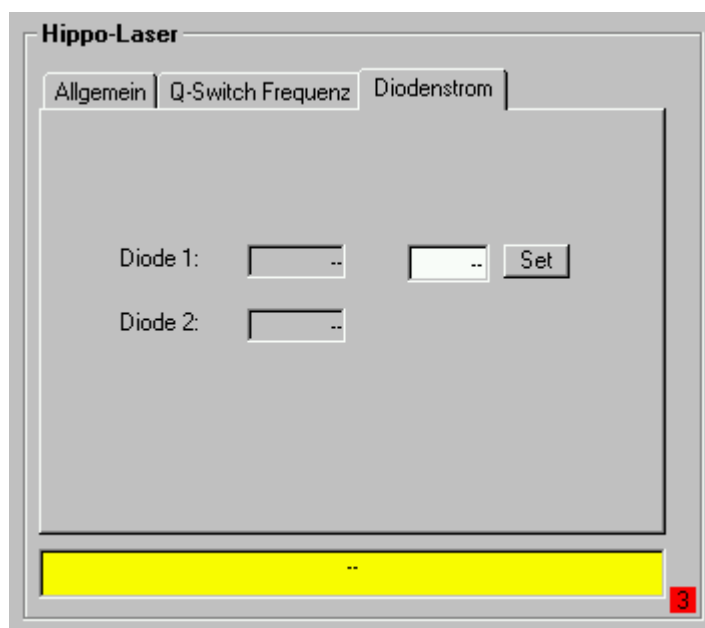 Hippo-Laser
Allgemein Q-Switch Frequenz Diodenstrom
Diode 1: -- -- Set
Diode 2: --
--
3